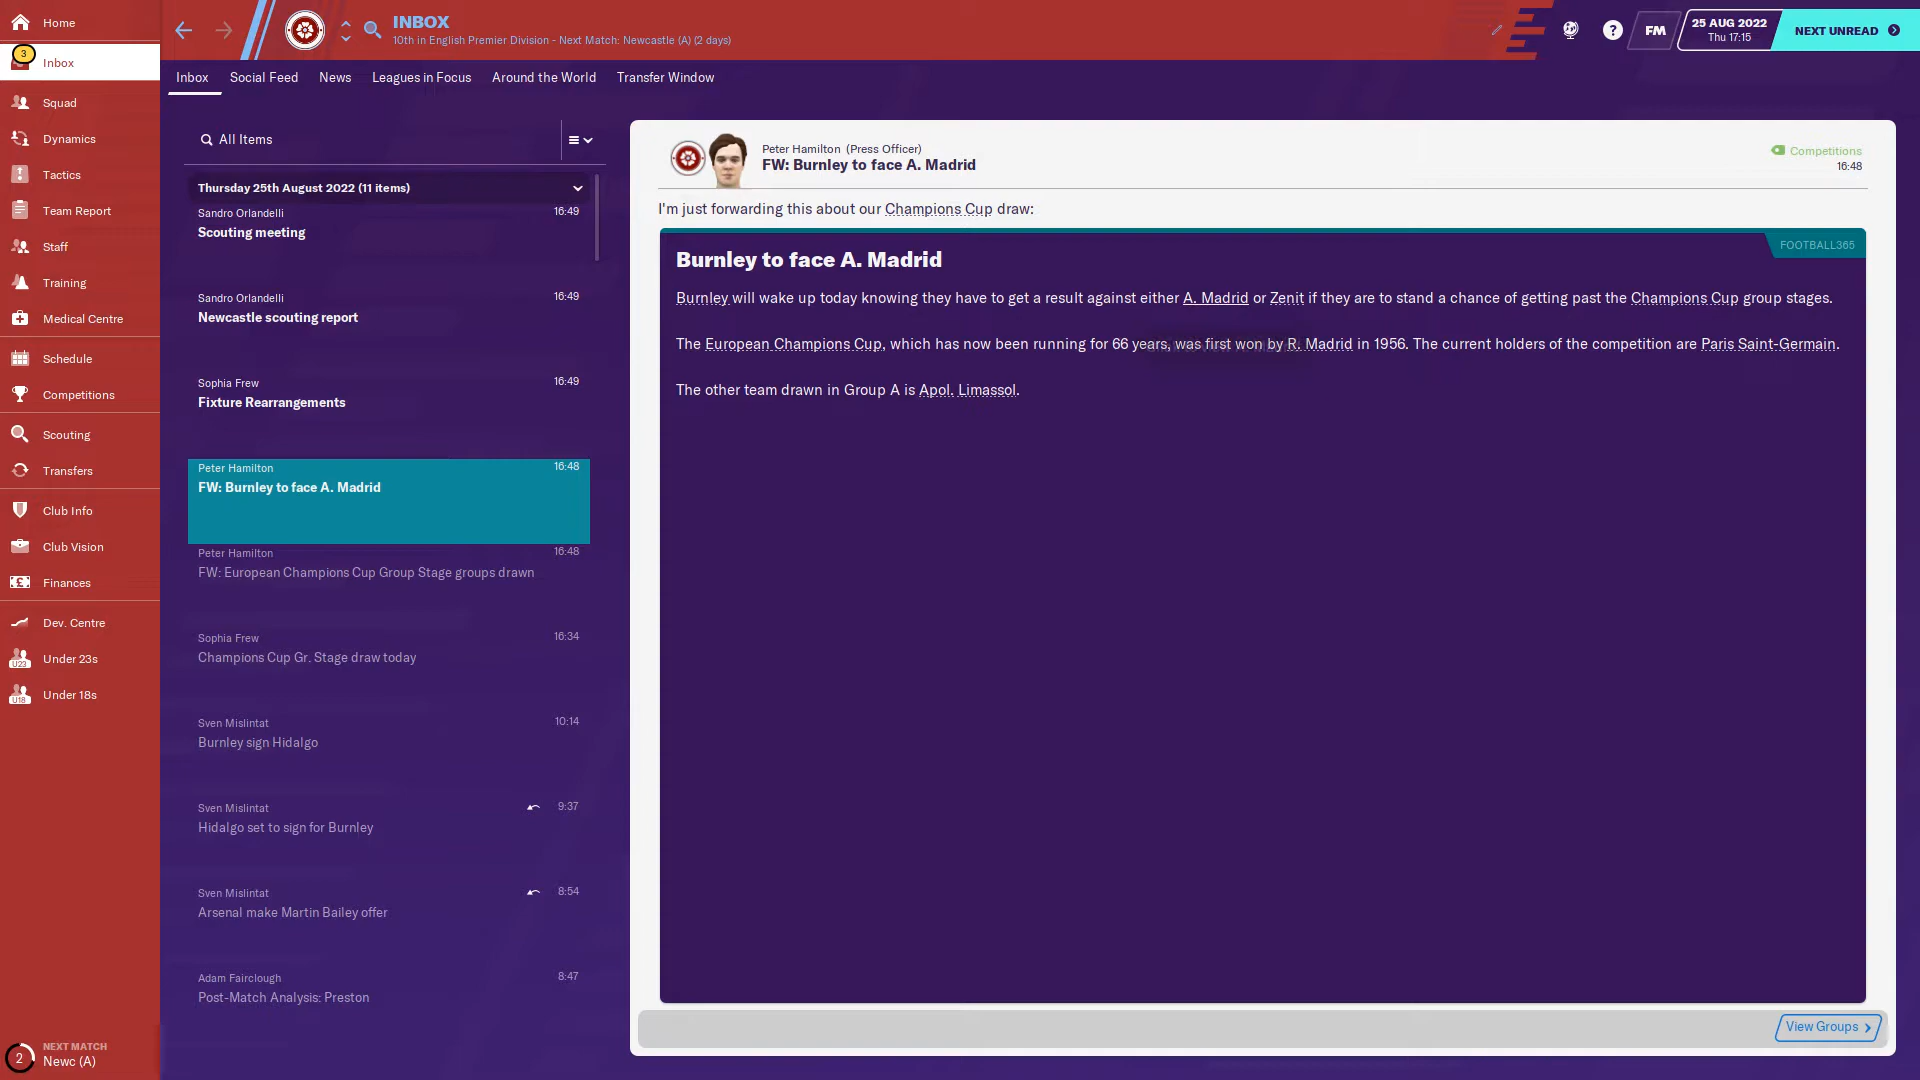 Home
3
Inbox
Squad
Dynamics
Tactics
Team Report
Staff
Training
Medical Centre
Schedule
Competitions
Scouting
Transfers
Club Info
Club Vision
Finances
Dev. Centre
U23
Under 23s
U18
Under 18s
2
NEXT MATCH
Newc (A)
INBOX
10th in English Premier Division - Next Match: Newcastle (A) (2 days)
?
FM
25 AUG 2022
Thu 17:15
NEXT UNREAD
Inbox
Social Feed
News
Leagues in Focus
Around the World
Transfer Window
All Items
Thursday 25th August 2022 (11 items)
Sandro Orlandelli 16:49
Scouting meeting
Sandro Orlandelli 16:49
Newcastle scouting report
Sophia Frew 16:49
Fixture Rearrangements
Peter Hamilton 16:48
FW: Burnley to face A. Madrid
Peter Hamilton 16:48
FW: European Champions Cup Group Stage groups drawn
Sophia Frew 16:34
Champions Cup Gr. Stage draw today
Sven Mislintat 10:14
Burnley sign Hidalgo
Sven Mislintat 9:37
Hidalgo set to sign for Burnley
Sven Mislintat 8:54
Arsenal make Martin Bailey offer
Adam Fairclough 8:47
Post-Match Analysis: Preston
Peter Hamilton (Press Officer)
FW: Burnley to face A. Madrid
Competitions
16:48
I'm just forwarding this about our Champions Cup draw:
FOOTBALL365
Burnley to face A. Madrid
Burnley will wake up today knowing they have to get a result against either A. Madrid or Zenit if they are to stand a chance of getting past the Champions Cup group stages.
The European Champions Cup, which has now been running for 66 years, was first won by R. Madrid in 1956. The current holders of the competition are Paris Saint-Germain.
The other team drawn in Group A is Apol. Limassol.
View Groups